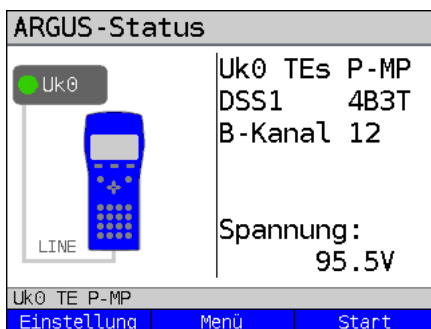 ARGUS-Status
Uk0
LINE
Uk0 TEs P-MP
DSS1 4B3T
B-Kanal 12
Spannung:
95.5V
Uk0 TE P-MP
Einstellung Menü Start